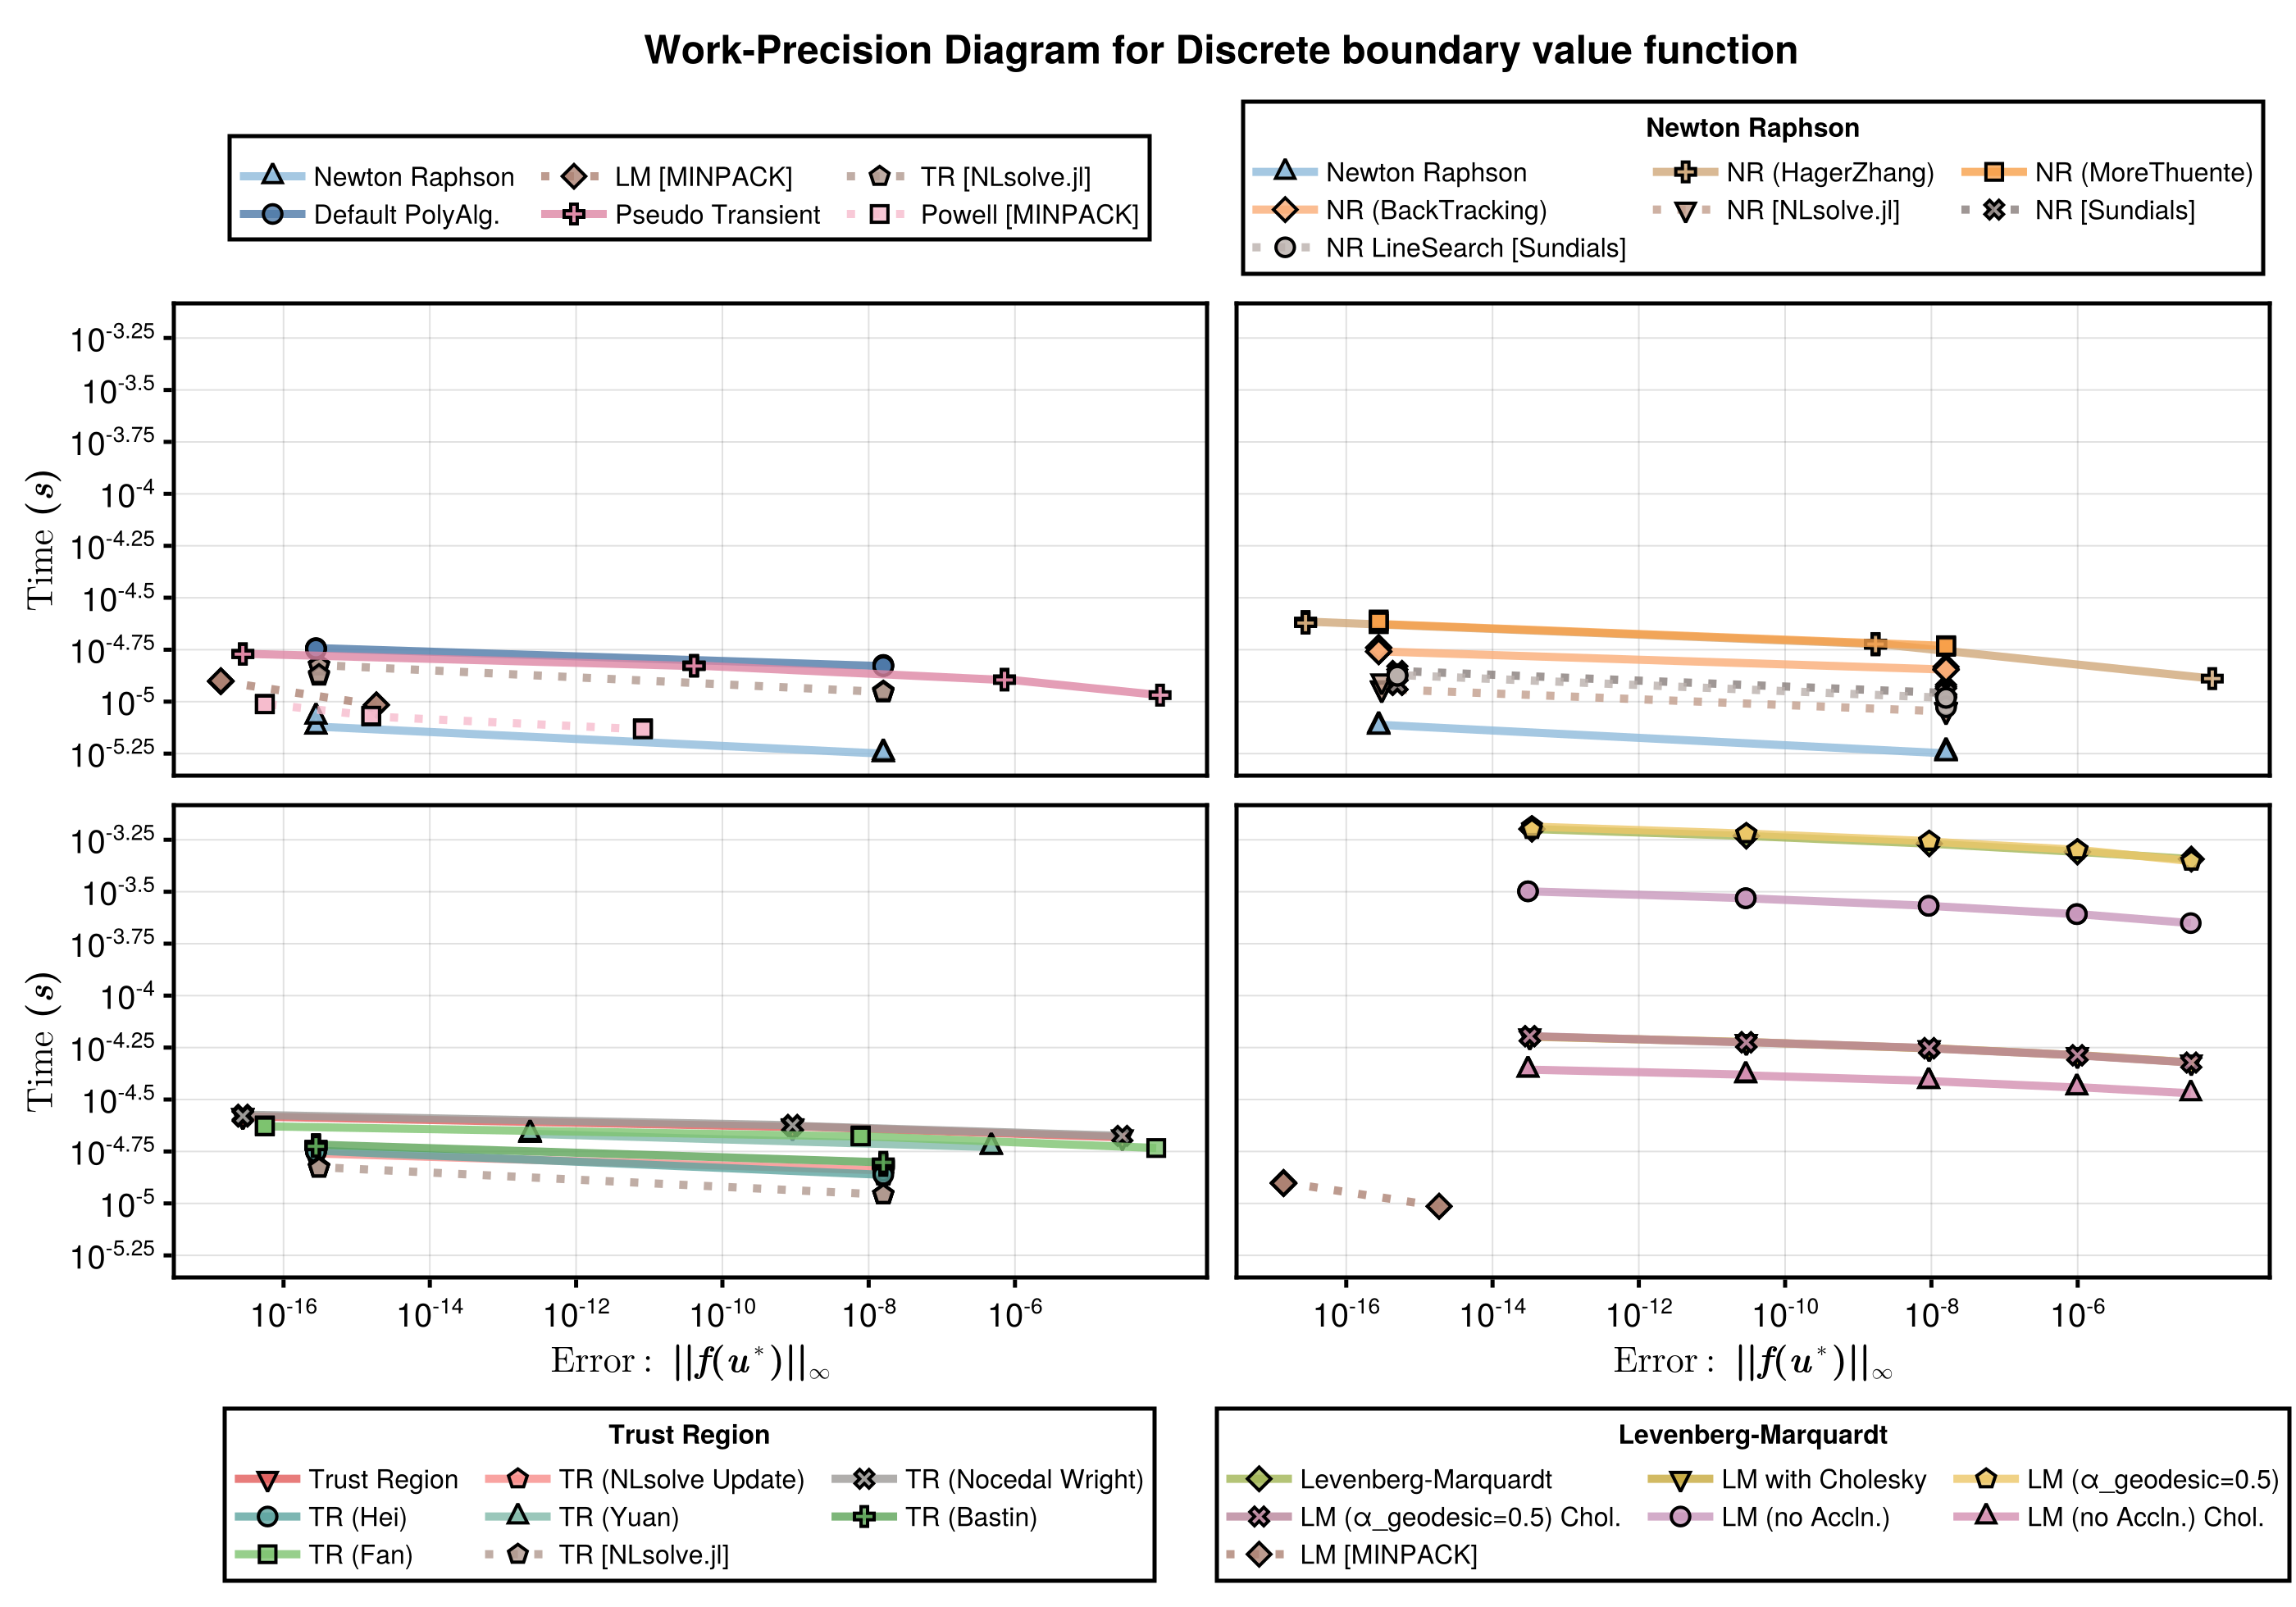 Work-Precision Diagram for Discrete boundary value function
Newton Raphson LM [MINPACK] TR [NLsolve.jl]
Default PolyAlg. Pseudo Transient Powell [MINPACK]
Newton Raphson
Newton Raphson NR (HagerZhang) NR (MoreThuente)
NR (BackTracking) NR [NLsolve.jl] NR [Sundials]
NR LineSearch [Sundials]
10^-3.25
10^-3.5
10^-3.75
10^-4
10^-4.25
10^-4.5
10^-4.75
10^-5
10^-5.25
Time (s)
10^-3.25
10^-3.5
10^-3.75
10^-4
10^-4.25
10^-4.5
10^-4.75
10^-5
10^-5.25
Time (s)
10^-16 10^-14 10^-12 10^-10 10^-8 10^-6
10^-16 10^-14 10^-12 10^-10 10^-8 10^-6
Error: ||f(u*)||∞
Error: ||f(u*)||∞
Trust Region
Trust Region TR (NLsolve Update) TR (Nocedal Wright)
TR (Hei) TR (Yuan) TR (Bastin)
TR (Fan) TR [NLsolve.jl]
Levenberg-Marquardt
Levenberg-Marquardt LM with Cholesky LM (α_geodesic=0.5)
LM (α_geodesic=0.5) Chol. LM (no Accln.) LM (no Accln.) Chol.
LM [MINPACK]